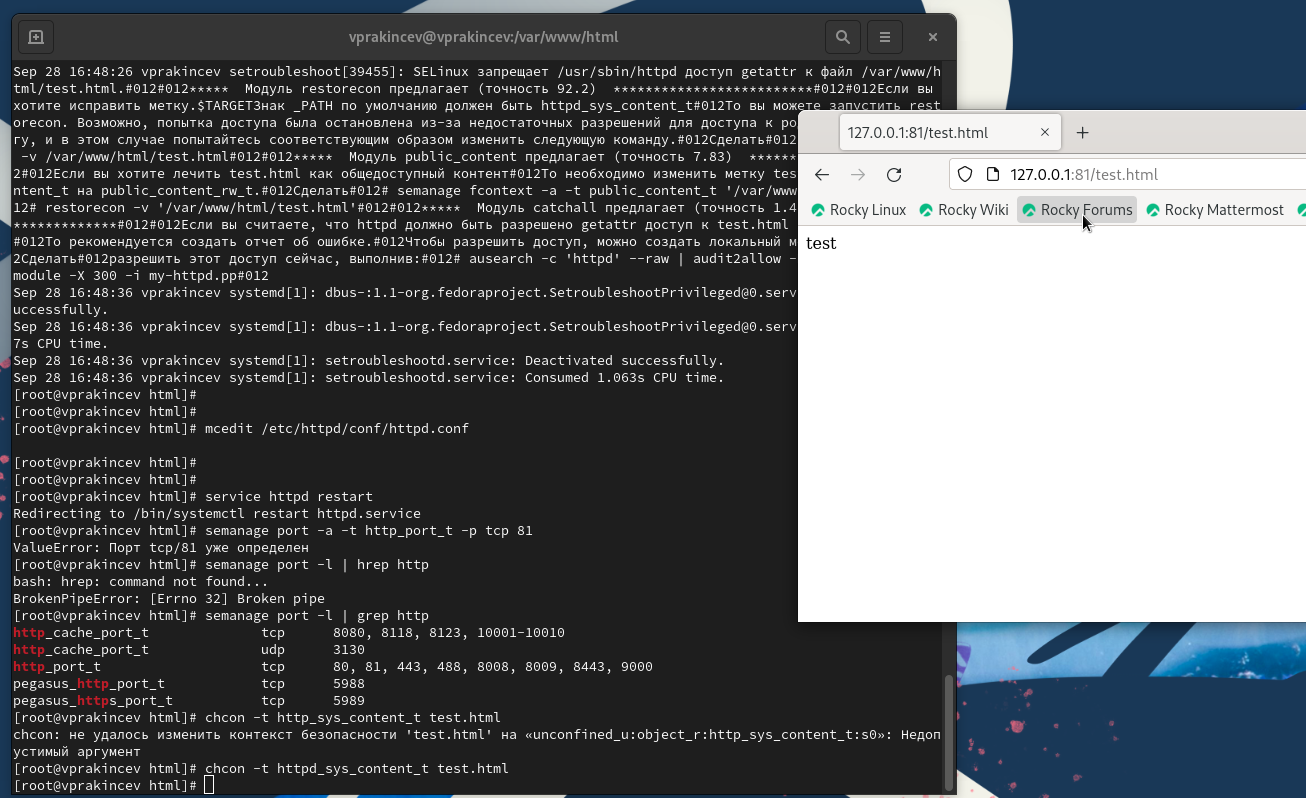 vprakincev@vprakincev:/var/www/html
Sep 28 16:48:26 vprakincev setroubleshoot[39455]: SELinux запрещает /usr/sbin/httpd доступ getattr к файл /var/www/h
tml/test.html.#012#012*****  Модуль restorecon предлагает (точность 92.2)  ************************#012#012Если вы
хотите исправить метку.$TARGETЗнак _PATH по умолчанию должен быть httpd_sys_content_t#012То вы можете запустить rest
orecon. Возможно, попытка доступа была остановлена из-за недостаточных разрешений для доступа к ро
гу, и в этом случае попытайтесь соответствующим образом изменить следующую команду.#012Сделать#012
 -v /var/www/html/test.html#012#012*****  Модуль public_content предлагает (точность 7.83)  ******
2#012Если вы хотите лечить test.html как общедоступный контент#012То необходимо изменить метку tes
ntent_t на public_content_rw_t.#012Сделать#012# semanage fcontext -a -t public_content_t '/var/www
12# restorecon -v '/var/www/html/test.html'#012*****  Модуль catchall предлагает (точность 1.4
*************#012#012Если вы считаете, что httpd должно быть разрешено getattr доступ к test.html
#012То рекомендуется создать отчет об ошибке.#012Чтобы разрешить доступ, можно создать локальный м
2Сделать#012разрешить этот доступ сейчас, выполнив:#012# ausearch -c 'httpd' --raw | audit2allow -
module -X 300 -i my-httpd.pp#012
Sep 28 16:48:36 vprakincev systemd[1]: dbus-:1.1-org.fedoraproject.SetroubleshootPrivileged@0.serv
uccessfully.
Sep 28 16:48:36 vprakincev systemd[1]: dbus-:1.1-org.fedoraproject.SetroubleshootPrivileged@0.serv
7s CPU time.
Sep 28 16:48:36 vprakincev systemd[1]: setroubleshootd.service: Deactivated successfully.
Sep 28 16:48:36 vprakincev systemd[1]: setroubleshootd.service: Consumed 1.063s CPU time.
[root@vprakincev html]#
[root@vprakincev html]#
[root@vprakincev html]# mcedit /etc/httpd/conf/httpd.conf
[root@vprakincev html]#
[root@vprakincev html]#
[root@vprakincev html]# service httpd restart
Redirecting to /bin/systemctl restart httpd.service
[root@vprakincev html]# semanage port -a -t http_port_t -p tcp 81
ValueError: Порт tcp/81 уже определен
[root@vprakincev html]# semanage port -l | hrep http
bash: hrep: command not found...
BrokenPipeError: [Errno 32] Broken pipe
[root@vprakincev html]# semanage port -l | grep http
http_cache_port_t              tcp      8080, 8118, 8123, 10001-10010
http_cache_port_t              udp      3130
http_port_t                    tcp      80, 81, 443, 488, 8008, 8009, 8443, 9000
pegasus_http_port_t            tcp      5988
pegasus_https_port_t           tcp      5989
[root@vprakincev html]# chcon -t http_sys_content_t test.html
chcon: не удалось изменить контекст безопасности 'test.html' на «unconfined_u:object_r:http_sys_content_t:s0»: Недоп
устимый аргумент
[root@vprakincev html]# chcon -t httpd_sys_content_t test.html
[root@vprakincev html]#
127.0.0.1:81/test.html
127.0.0.1:81/test.html
Rocky Linux Rocky Wiki Rocky Forums Rocky Mattermost
test